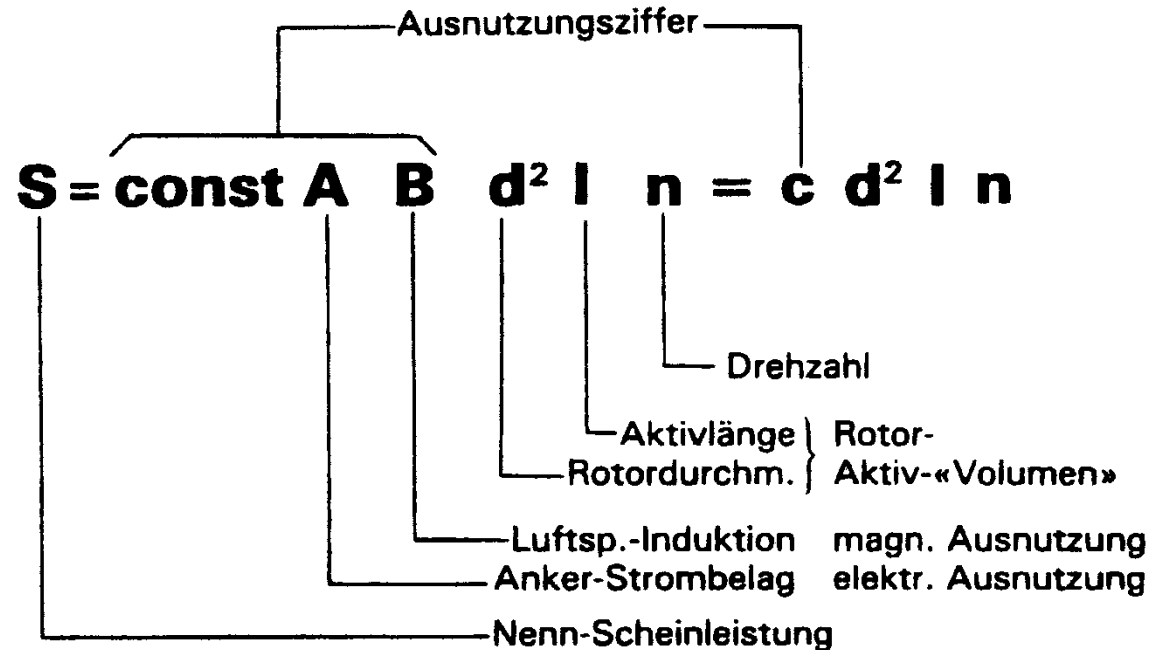 Ausnutzungsziffer
S = const A B d² l n = c d² l n
Drehzahl
Aktivlänge } Rotor-
Rotordurchm. } Aktiv-«Volumen»
Luftsp.-Induktion magn. Ausnutzung
Anker-Strombelag elektr. Ausnutzung
Nenn-Scheinleistung